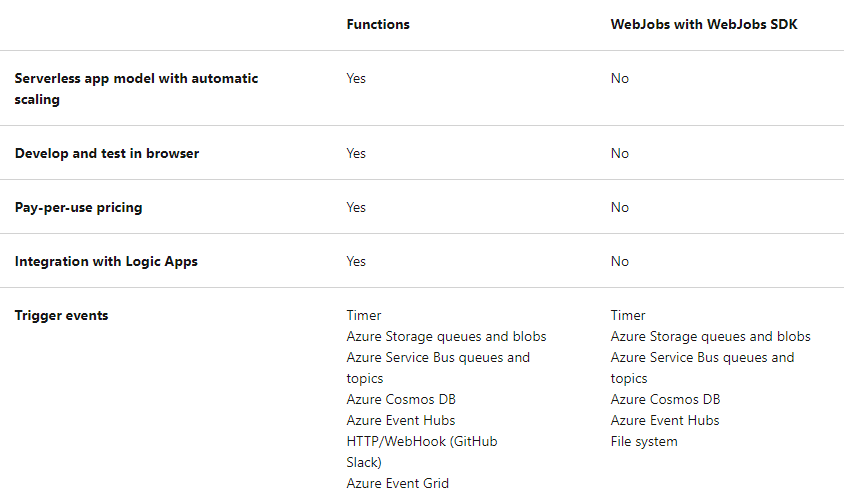 Functions WebJobs with WebJobs SDK
Serverless app model with automatic
scaling
Yes
No
Develop and test in browser
Yes
No
Pay-per-use pricing
Yes
No
Integration with Logic Apps
Yes
No
Trigger events
Timer
Azure Storage queues and blobs
Azure Service Bus queues and
topics
Azure Cosmos DB
Azure Event Hubs
HTTP/WebHook (GitHub
Slack)
Azure Event Grid
Timer
Azure Storage queues and blobs
Azure Service Bus queues and
topics
Azure Cosmos DB
Azure Event Hubs
File system